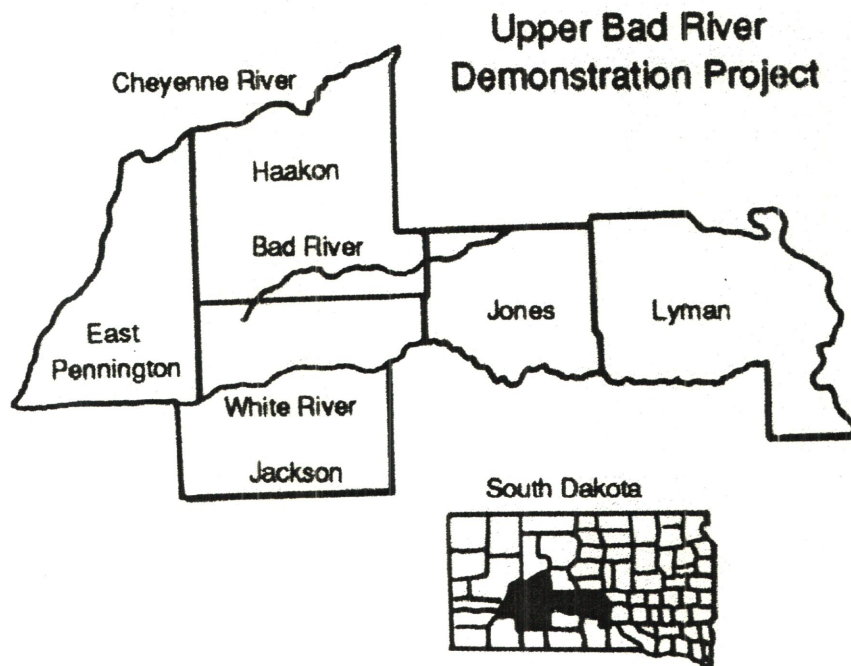 Upper Bad River
Demonstration Project
Cheyenne River
Haakon
Bad River
East
Pennington
Jones
Lyman
White River
Jackson
South Dakota